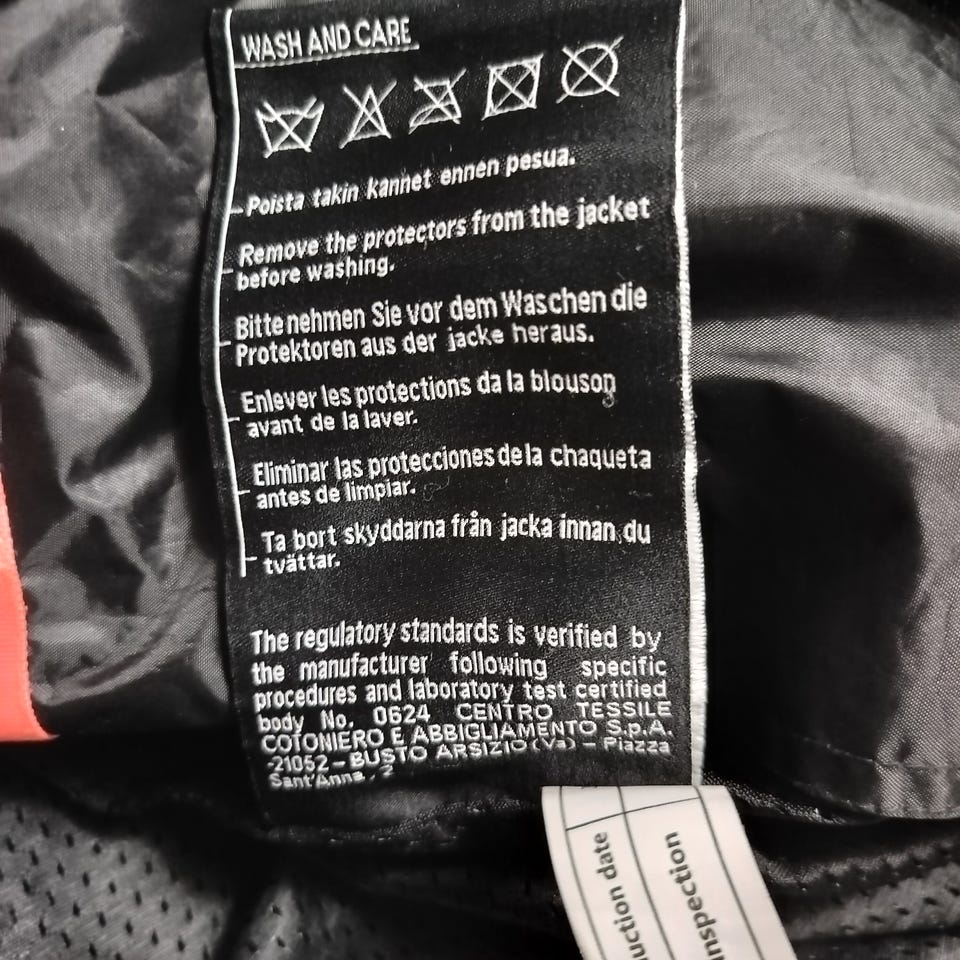 WASH AND CARE
Poista takin kannet ennen pesua.
Remove the protectors from the jacket
before washing.
Bitte nehmen Sie vor dem Waschen die
Protektoren aus der jacke heraus.
Enlever les protections da la blouson
avant de la laver.
Eliminar las protecciones de la chaqueta
antes de limpiar.
Ta bort skyddarna från jacka innan du
tvättar.
The regulatory standards is verified by
the manufacturer following specific
procedures and laboratory test certified
body No. 0624 CENTRO TESSILE
COTONIERO E ABBIGLIAMENTO S.p.A.
-21052-BUSTO ARSIZIO(Va) - Piazza
Sant'Anna, 2
uction date
nspection